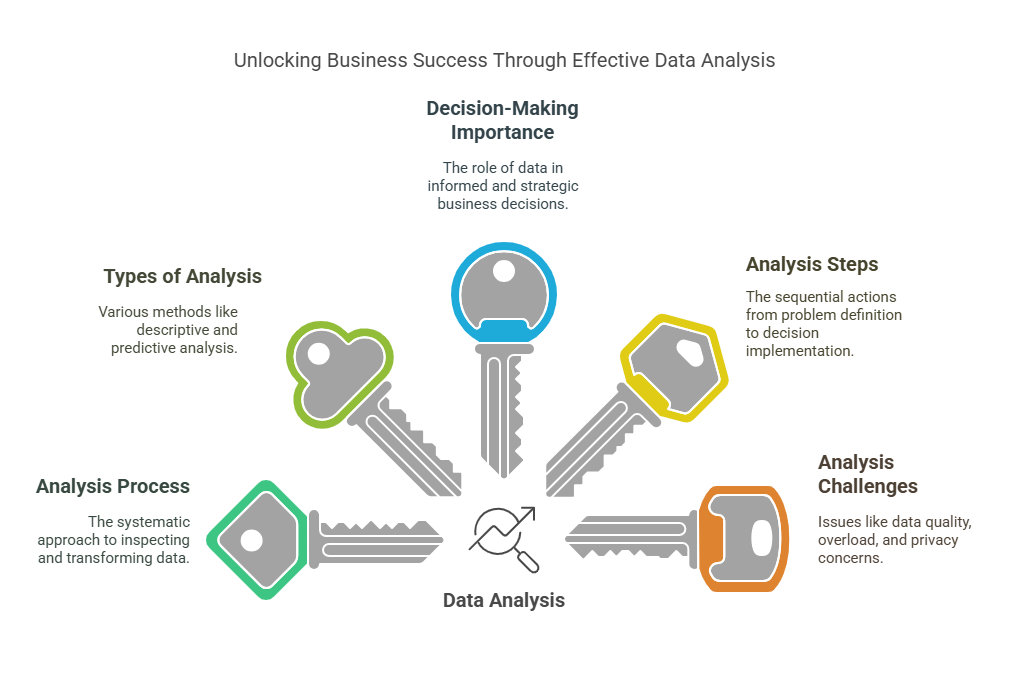 Unlocking Business Success Through Effective Data Analysis
Decision-Making
Importance
The role of data in
informed and strategic
business decisions.
Types of Analysis
Various methods like
descriptive and
predictive analysis.
Analysis Steps
The sequential actions
from problem definition
to decision
implementation.
Analysis Process
The systematic
approach to inspecting
and transforming data.
Analysis
Challenges
Issues like data quality,
overload, and privacy
concerns.
Data Analysis